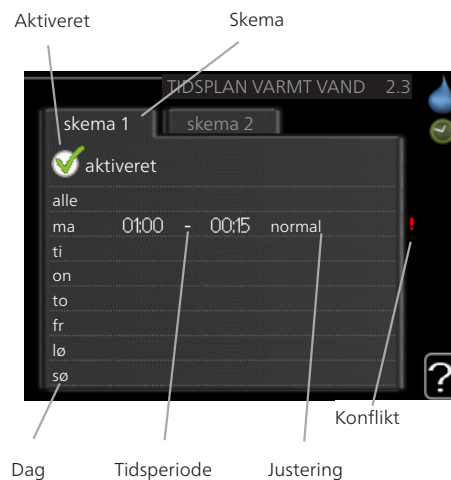 Aktiveret Skema
TIDSPLAN VARMT VAND 2.3
skema 1 skema 2
aktiveret
alle
ma 01:00 - 00:15 normal !
ti
on
to
fr
lø
sø
?
Konflikt
Dag Tidsperiode Justering